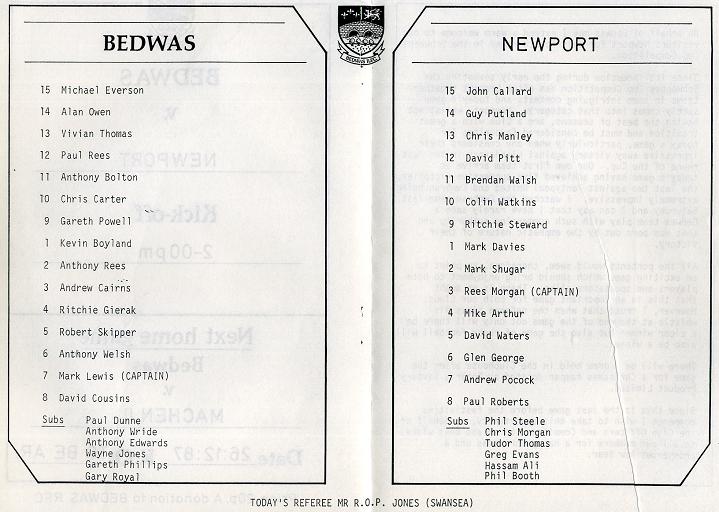 BEDWAS
15 Michael Everson
14 Alan Owen
13 Vivian Thomas
12 Paul Rees
11 Anthony Bolton
10 Chris Carter
9 Gareth Powell
1 Kevin Boyland
2 Anthony Rees
3 Andrew Cairns
4 Ritchie Gierak
5 Robert Skipper
6 Anthony Welsh
7 Mark Lewis (CAPTAIN)
8 David Cousins
Subs Paul Dunne
Anthony Wride
Anthony Edwards
Wayne Jones
Gareth Phillips
Gary Royal
NEWPORT
15 John Callard
14 Guy Putland
13 Chris Manley
12 David Pitt
11 Brendan Walsh
10 Colin Watkins
9 Ritchie Steward
1 Mark Davies
2 Mark Shugar
3 Rees Morgan (CAPTAIN)
4 Mike Arthur
5 David Waters
6 Glen George
7 Andrew Pocock
8 Paul Roberts
Subs Phil Steele
Chris Morgan
Tudor Thomas
Greg Evans
Hassam Ali
Phil Booth
TODAY'S REFEREE MR R.O.P. JONES (SWANSEA)